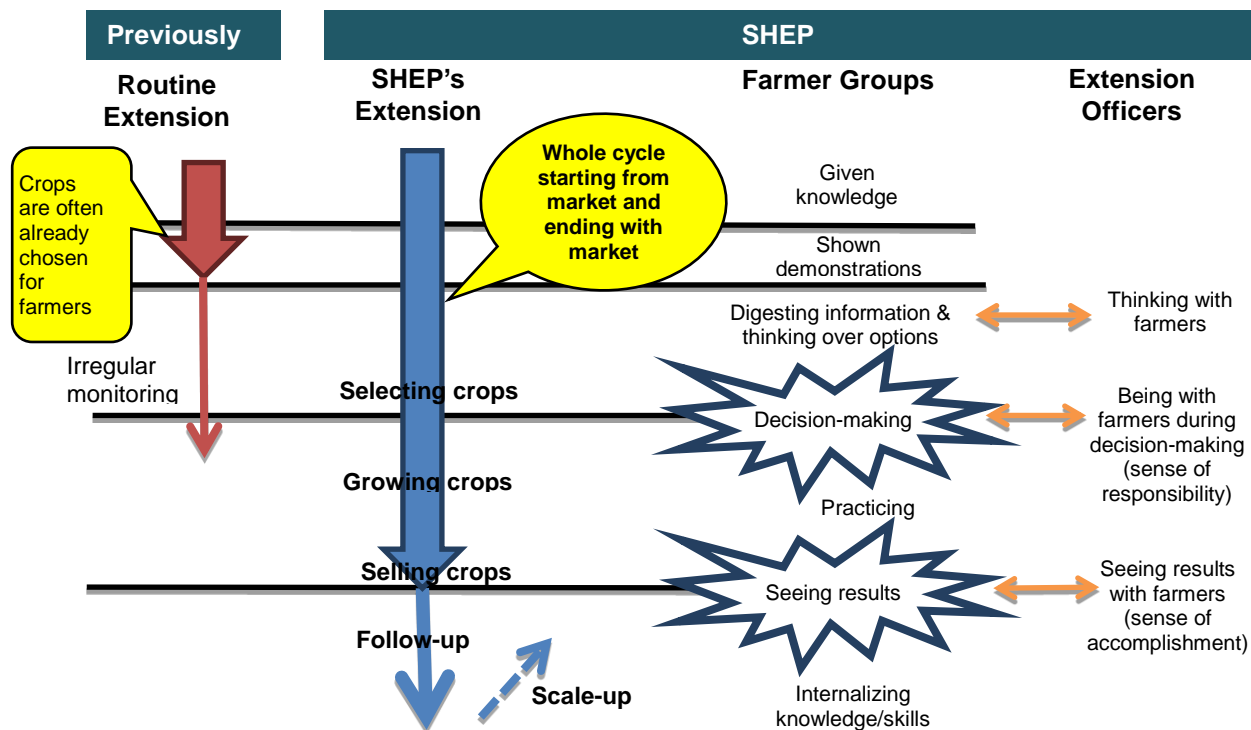 Previously
SHEP
Routine
Extension
SHEP's
Extension
Farmer Groups
Extension
Officers
Crops
are often
already
chosen
for
farmers
Whole cycle
starting from
market and
ending with
market
Given
knowledge
Shown
demonstrations
Digesting information &
thinking over options
Thinking with
farmers
Irregular
monitoring
Selecting crops
Decision-making
Being with
farmers during
decision-making
(sense of
responsibility)
Growing crops
Practicing
Selling crops
Seeing results
Seeing results
with farmers
(sense of
accomplishment)
Follow-up
Scale-up
Internalizing
knowledge/skills